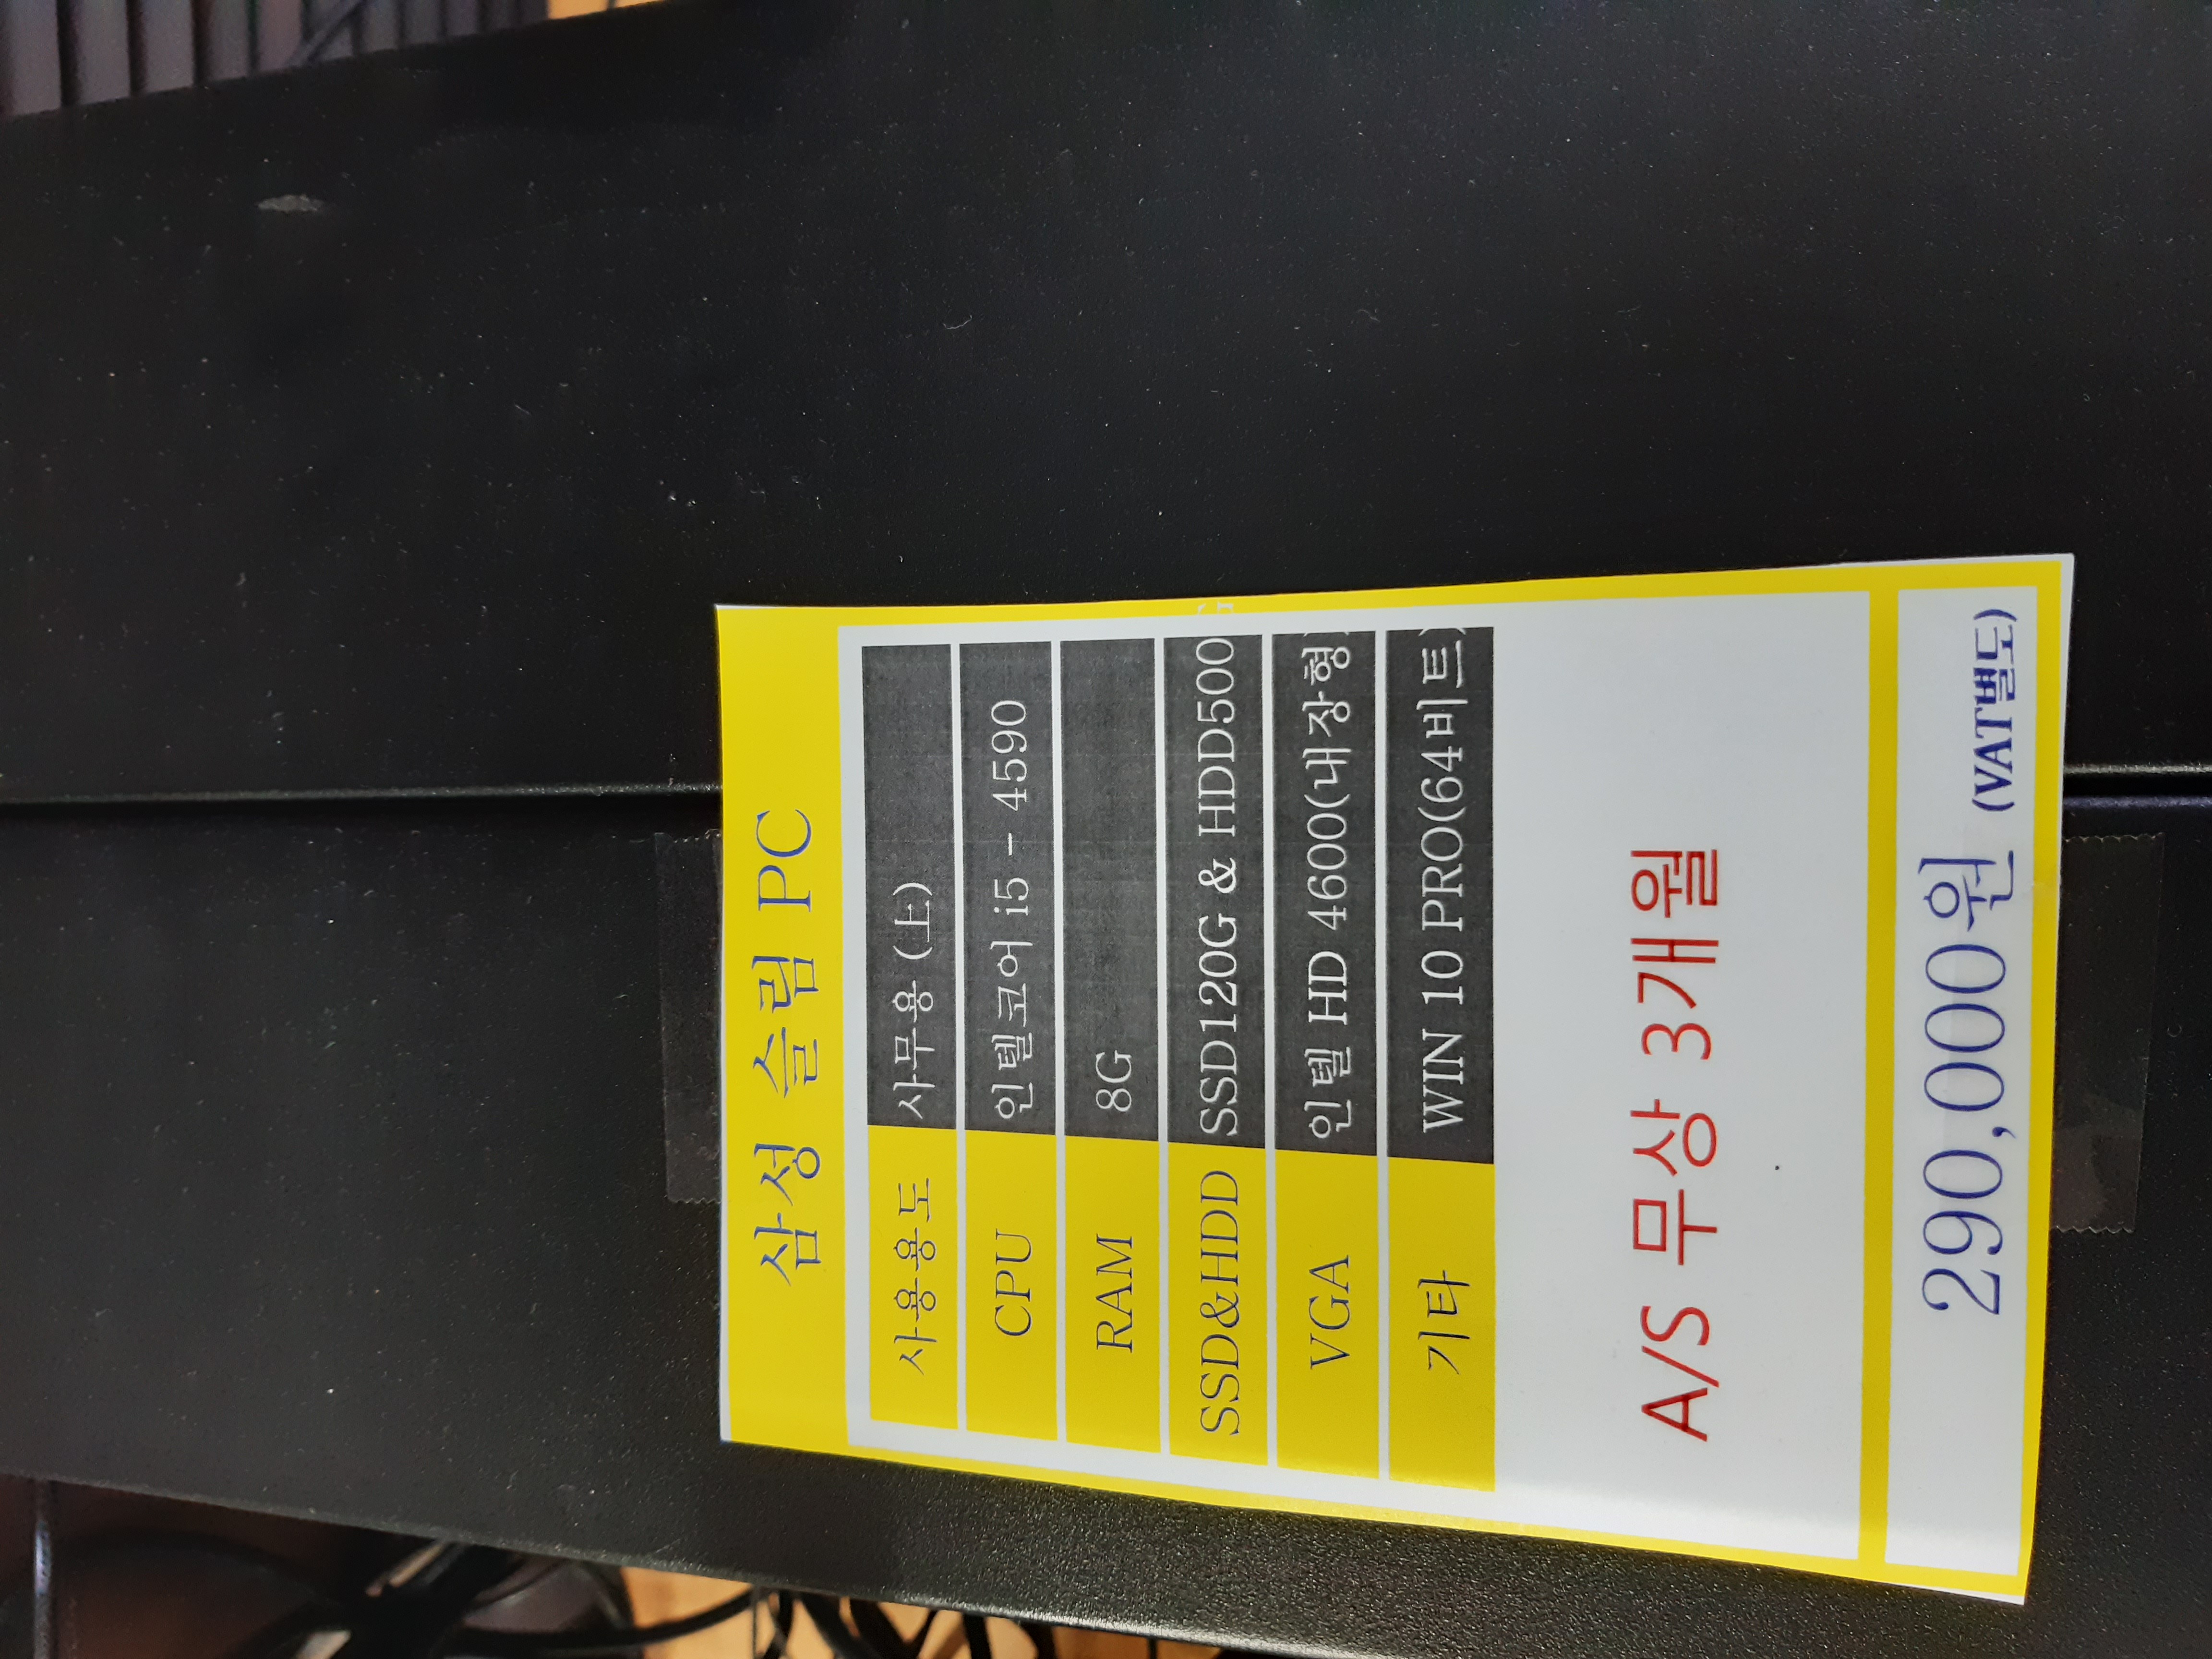 삼성 슬림 PC
사용용도 사무용 (上)
CPU 인텔코어 i5 - 4590
RAM 8G
SSD&HDD SSD120G & HDD500G
VGA 인텔 HD 4600(내장형)
기타 WIN 10 PRO(64비트)
A/S 무상 3개월
290,000원 (VAT별도)